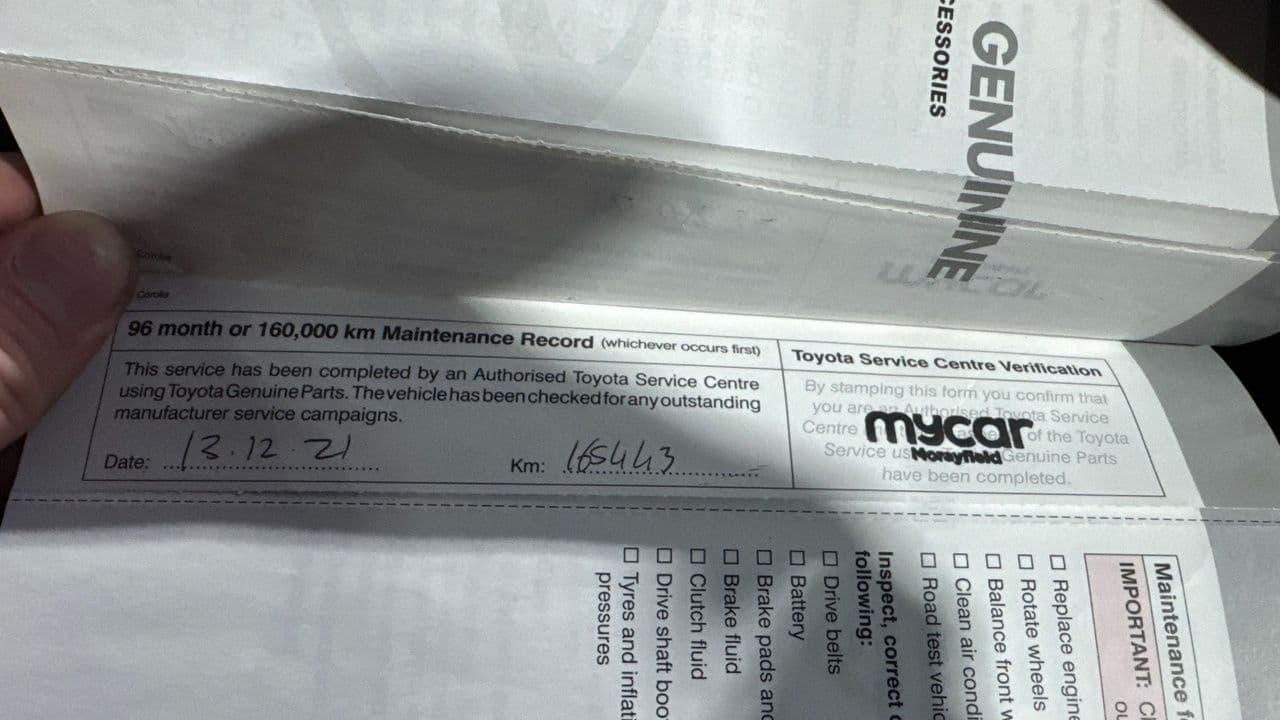 GENUINE
CESSORIES
Corolla
Corolla
96 month or 160,000 km Maintenance Record (whichever occurs first)
This service has been completed by an Authorised Toyota Service Centre
using Toyota Genuine Parts. The vehicle has been checked for any outstanding
manufacturer service campaigns.
Date: 13.12.21
Km: 165443
Toyota Service Centre Verification
By stamping this form you confirm that
you are an Authorised Toyota Service
Centre of the Toyota
Service us Genuine Parts
have been completed.
mycar
Morayfield
Maintenance f
IMPORTANT: C
ou
☐ Replace engine
☐ Rotate wheels
☐ Balance front w
☐ Clean air condi
☐ Road test vehic
Inspect, correct o
following:
☐ Drive belts
☐ Battery
☐ Brake pads and
☐ Brake fluid
☐ Clutch fluid
☐ Drive shaft boo
☐ Tyres and inflati
pressures